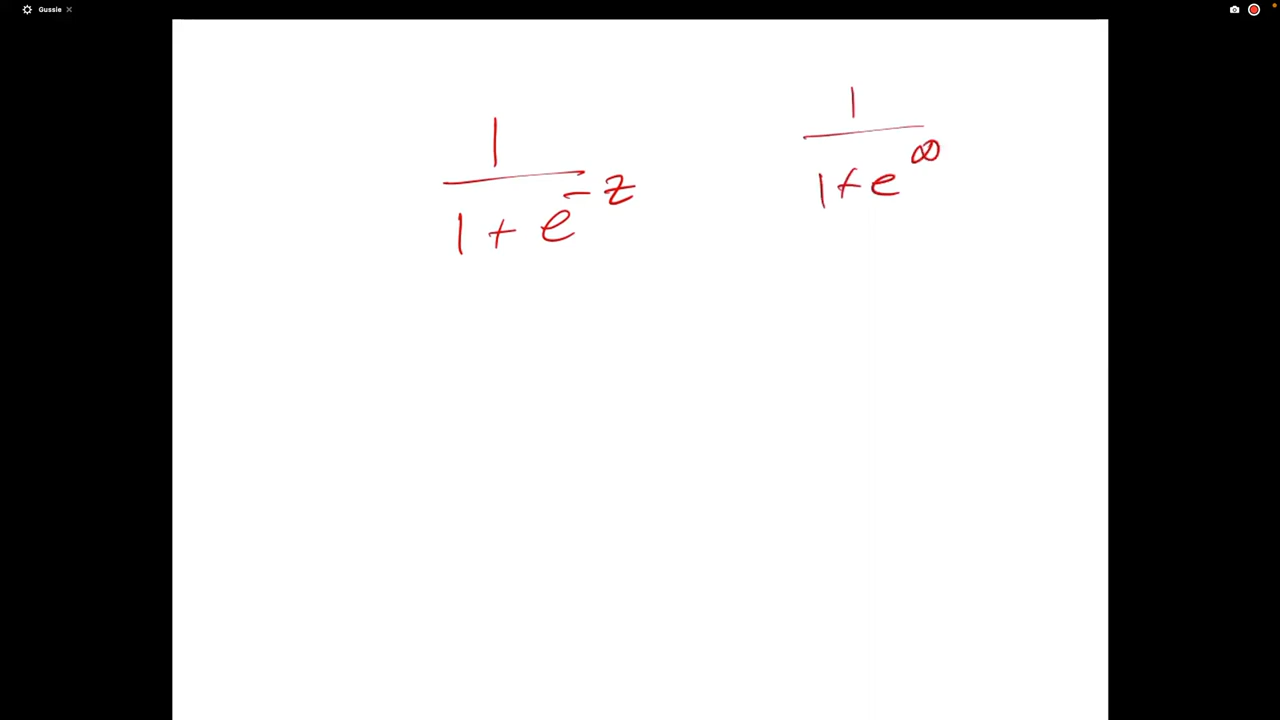 Gussie
1
1 + e^{-z}
1
1 + e^{∞}